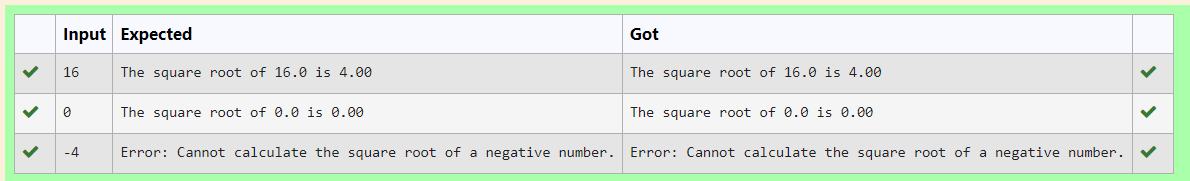 Input Expected Got
16 The square root of 16.0 is 4.00 The square root of 16.0 is 4.00
0 The square root of 0.0 is 0.00 The square root of 0.0 is 0.00
-4 Error: Cannot calculate the square root of a negative number. Error: Cannot calculate the square root of a negative number.